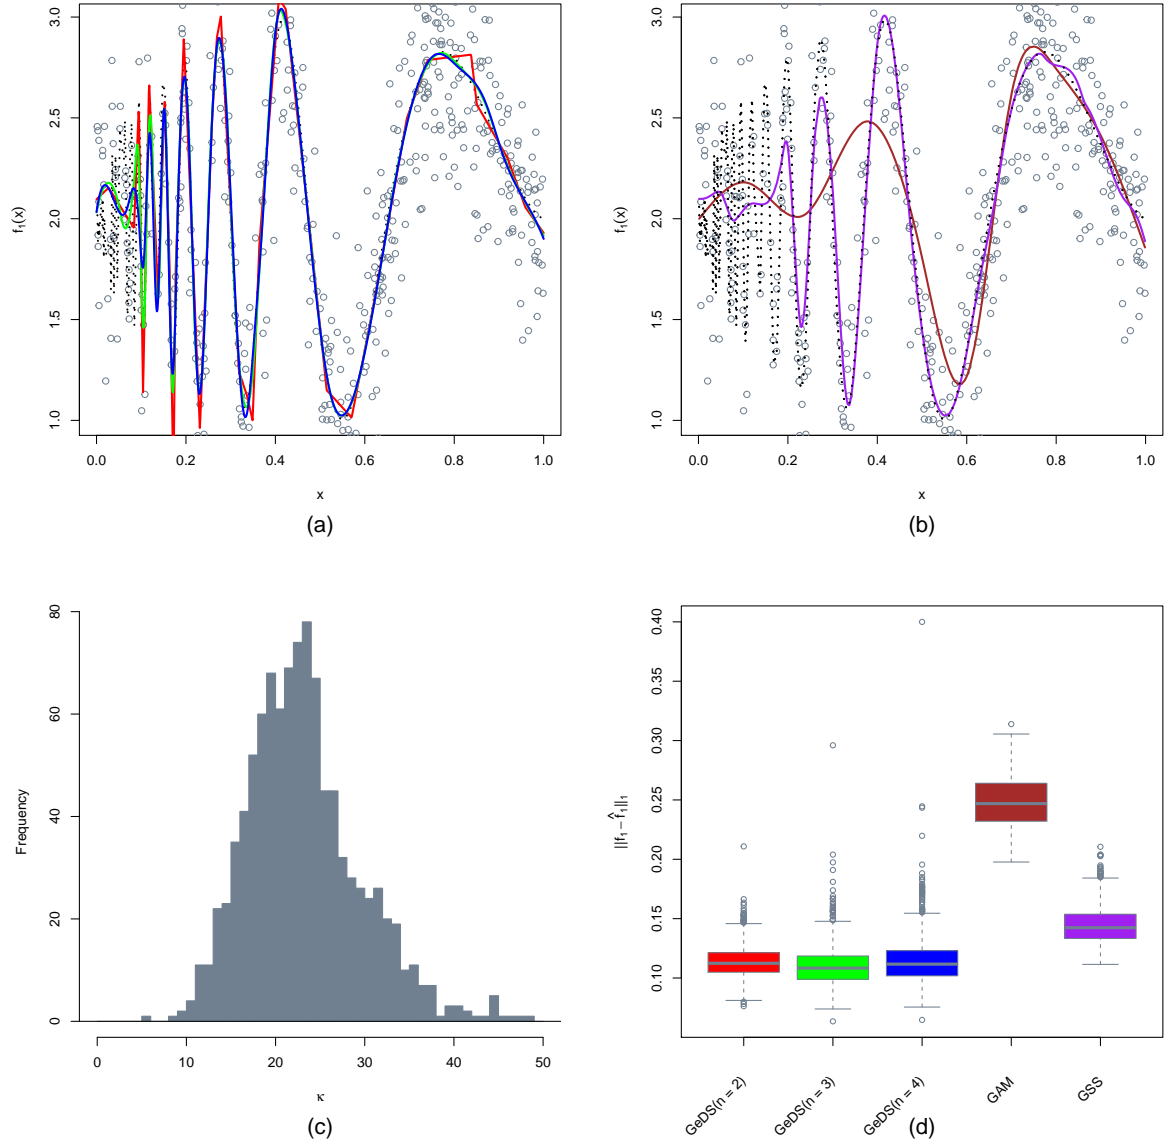 3.0
2.5
2.0
1.5
1.0
f₁(x)
0.0 0.2 0.4 0.6 0.8 1.0
x
(a)
3.0
2.5
2.0
1.5
1.0
f₁(x)
0.0 0.2 0.4 0.6 0.8 1.0
x
(b)
80
60
40
20
0
Frequency
0 10 20 30 40 50
κ
(c)
0.40
0.35
0.30
0.25
0.20
0.15
0.10
||f₁ − f̂₁||₁
GeDS(n = 2) GeDS(n = 3) GeDS(n = 4) GAM GSS
(d)